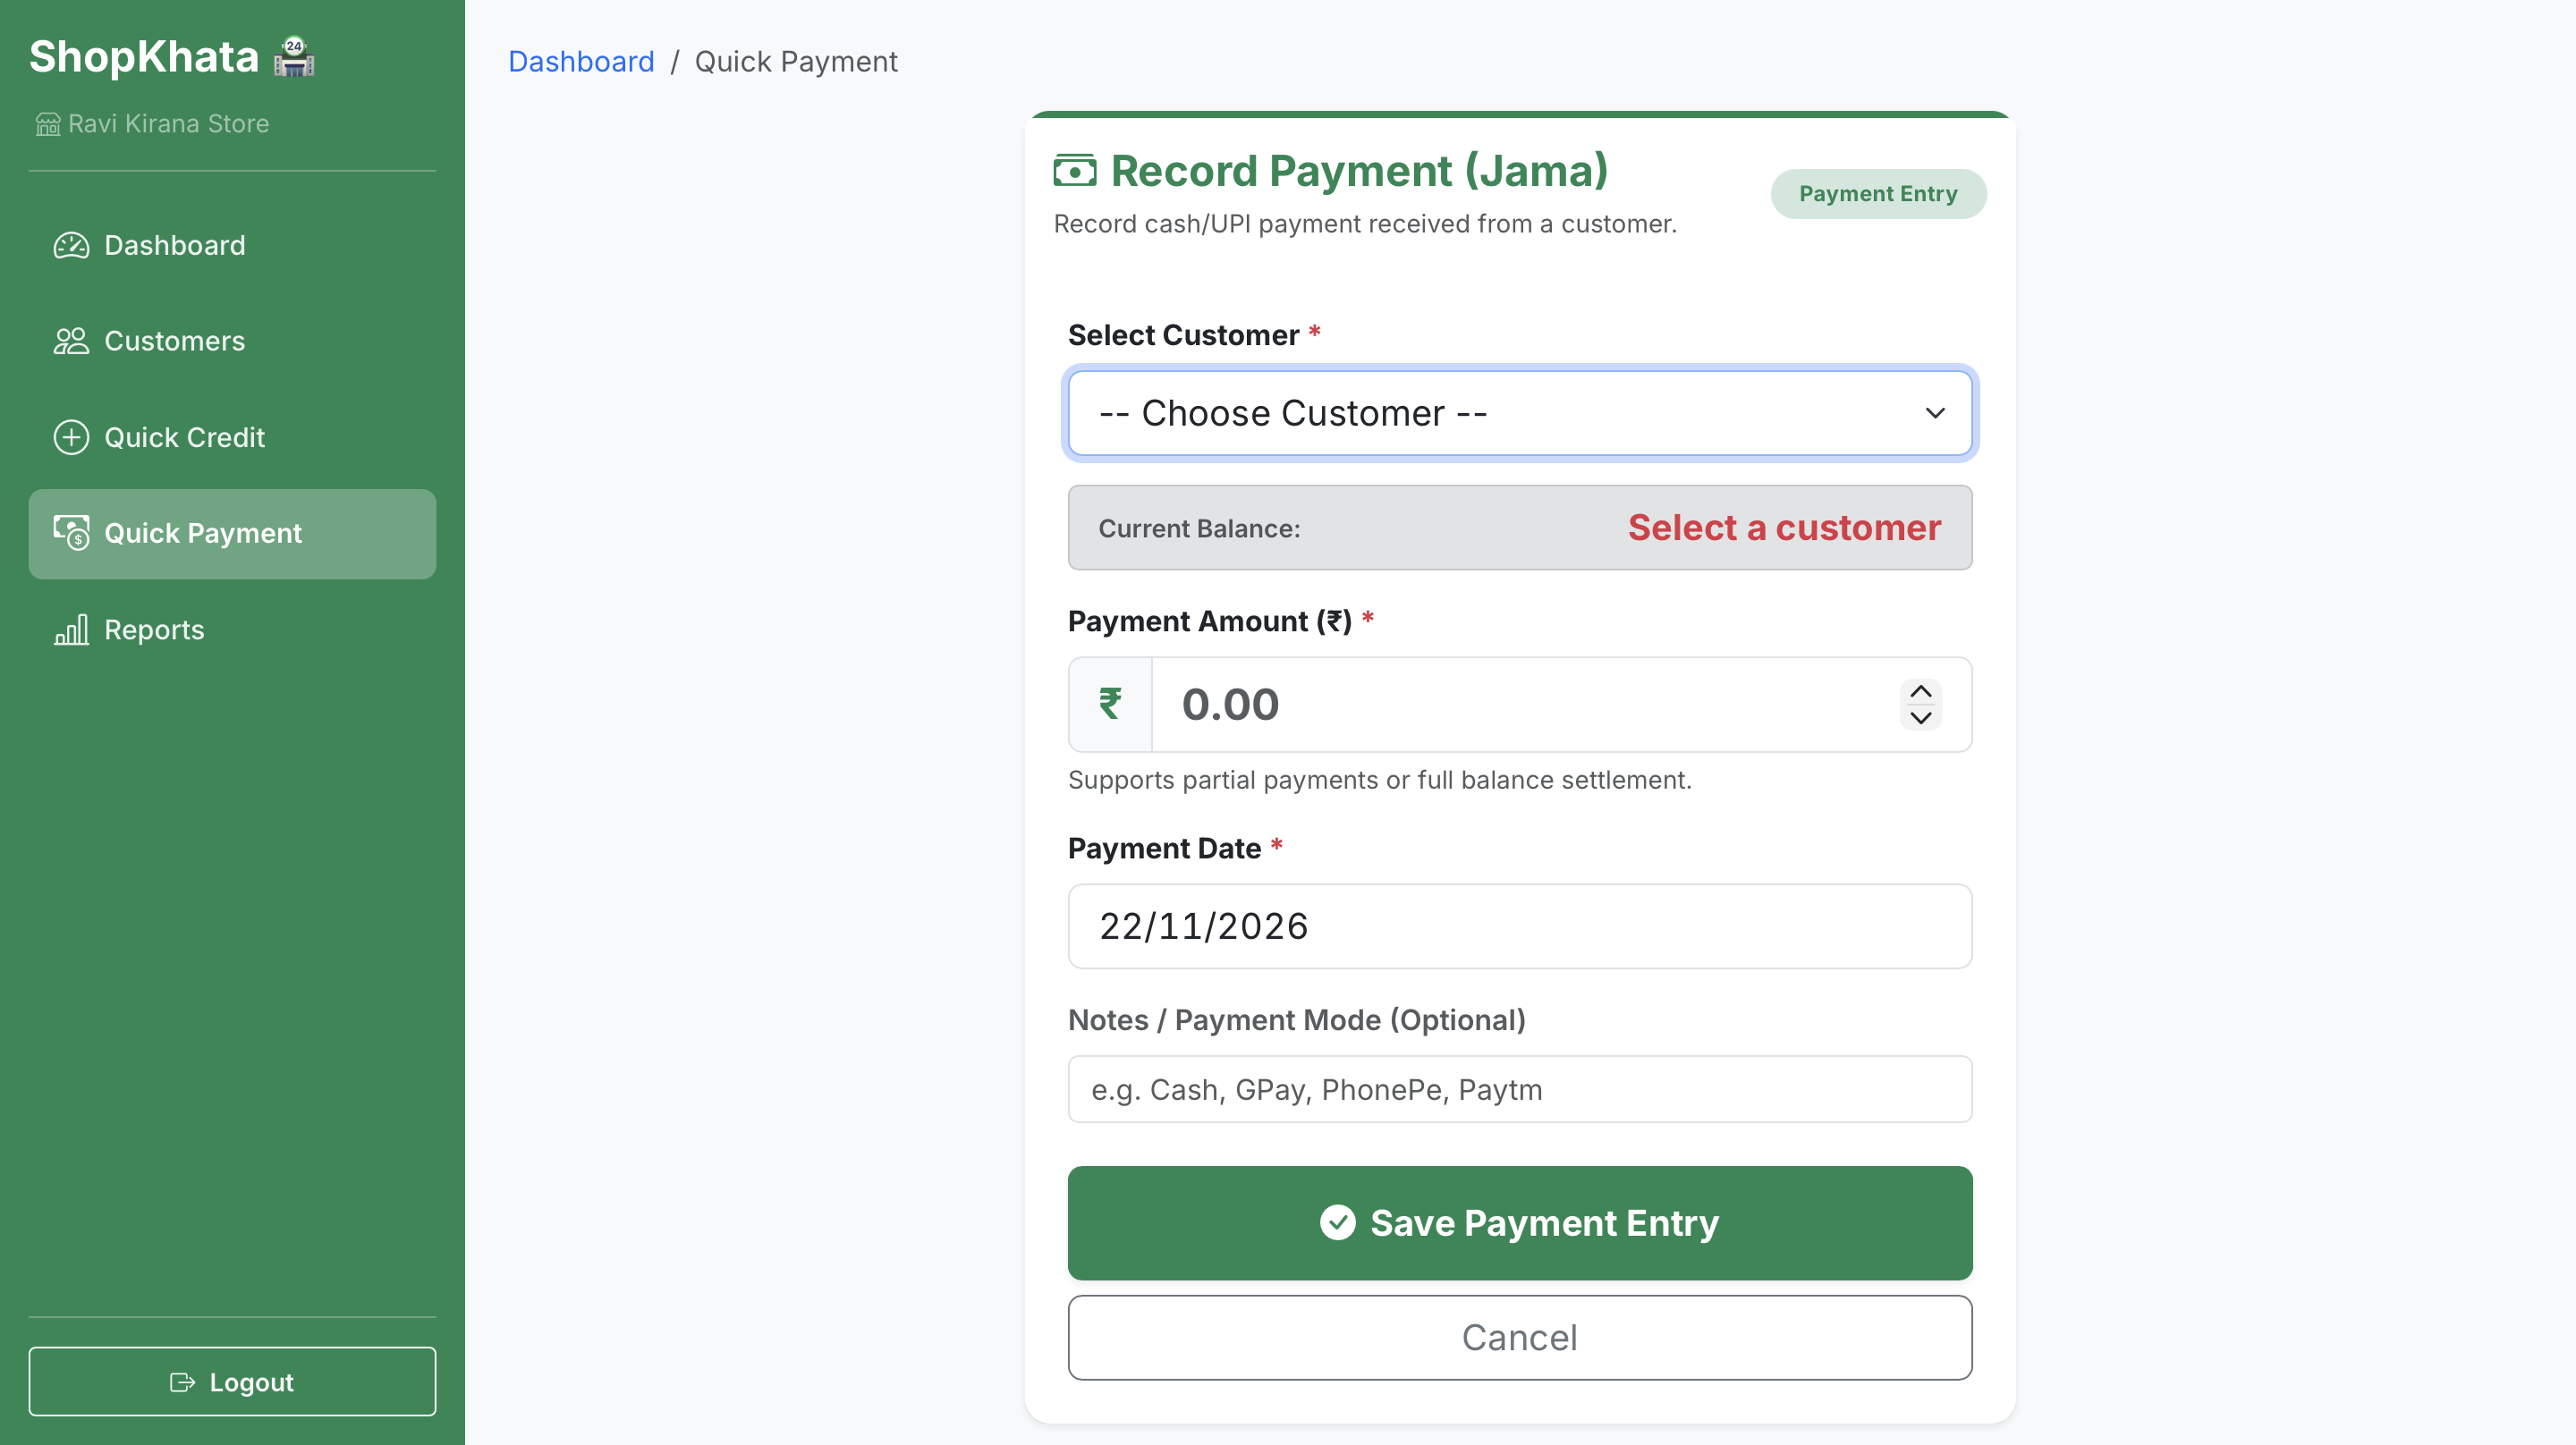 ShopKhata
24
Ravi Kirana Store
Dashboard
Customers
Quick Credit
Quick Payment
Reports
Logout
Dashboard / Quick Payment
Record Payment (Jama)
Record cash/UPI payment received from a customer.
Payment Entry
Select Customer *
-- Choose Customer --
Current Balance: Select a customer
Payment Amount (₹) *
₹ 0.00
Supports partial payments or full balance settlement.
Payment Date *
22/11/2026
Notes / Payment Mode (Optional)
e.g. Cash, GPay, PhonePe, Paytm
Save Payment Entry
Cancel